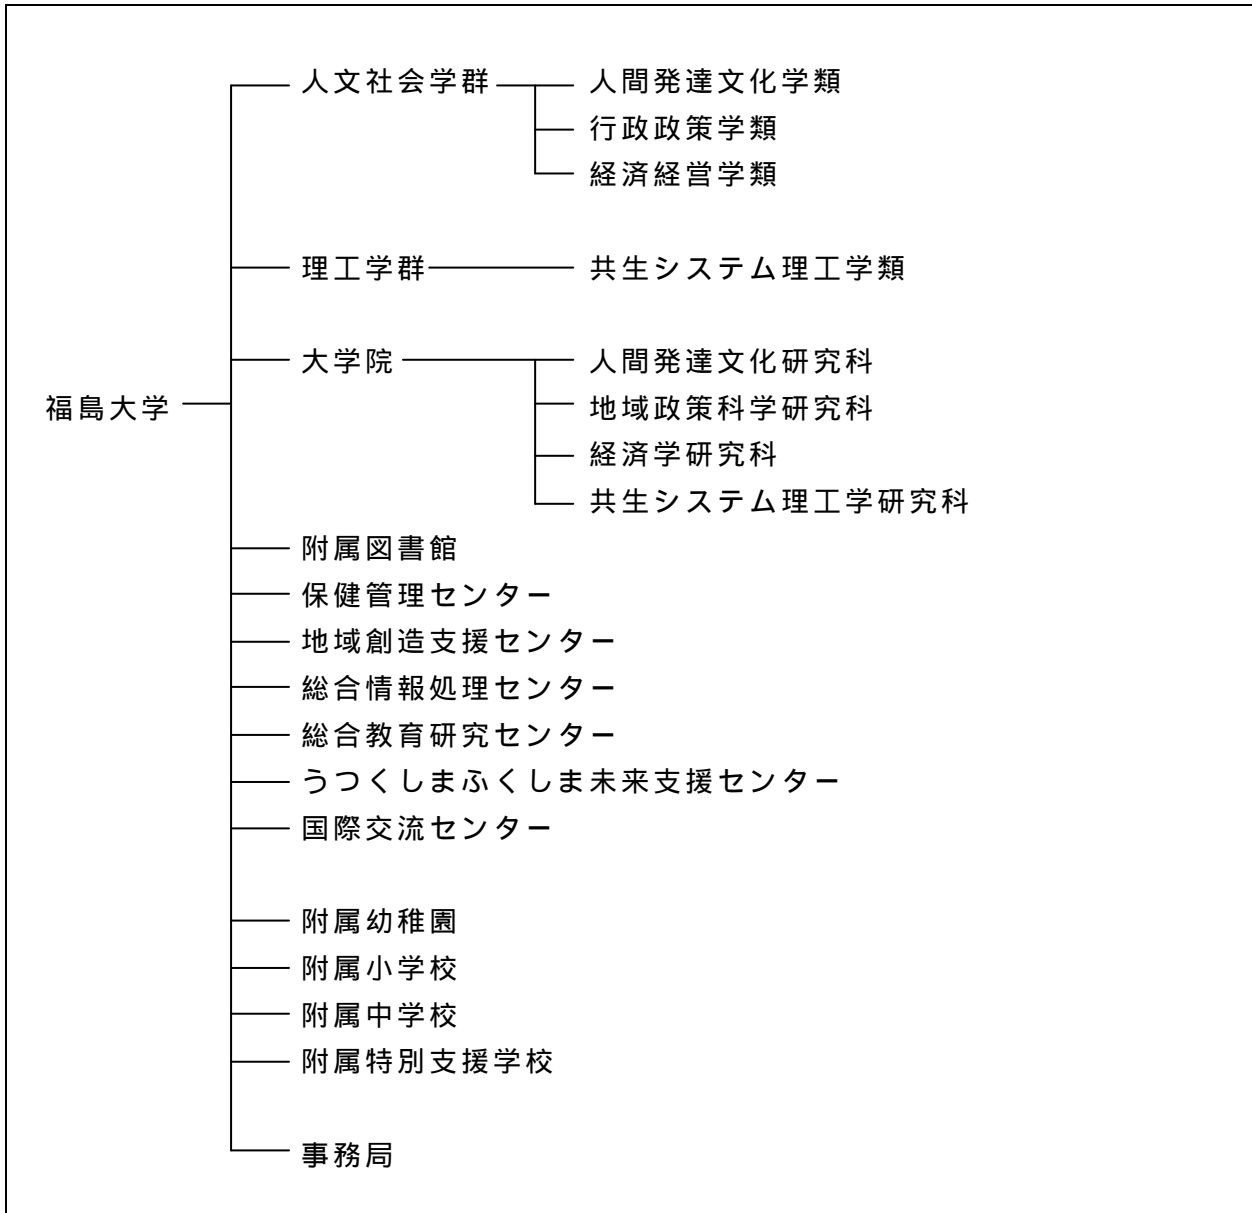 人文社会学群 人間発達文化学類
行政政策学類
経済経営学類
理工学群 共生システム理工学類
大学院 人間発達文化研究科
福島大学 地域政策科学研究科
経済学研究科
共生システム理工学研究科
附属図書館
保健管理センター
地域創造支援センター
総合情報処理センター
総合教育研究センター
うつくしまふくしま未来支援センター
国際交流センター
附属幼稚園
附属小学校
附属中学校
附属特別支援学校
事務局